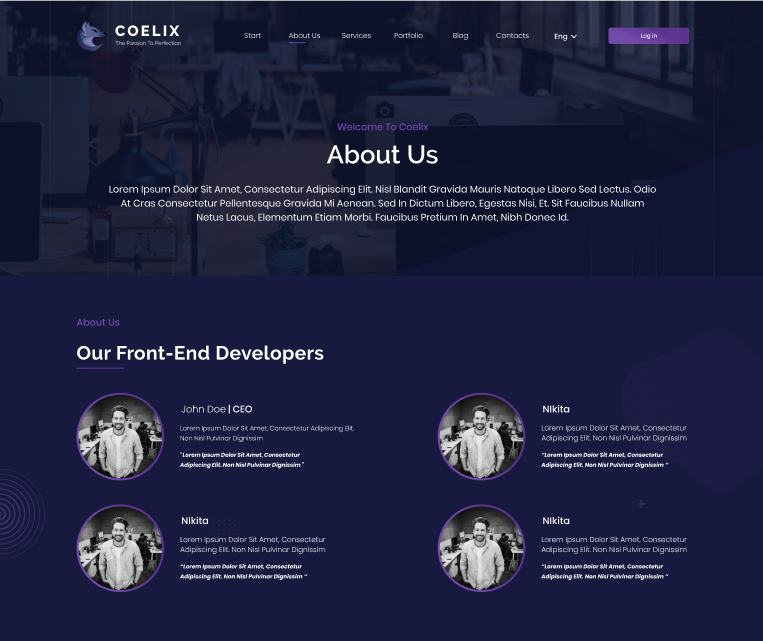 COELIX
The Passion To Perfection
Start About Us Services Portfolio Blog Contacts Eng Log in
Welcome To Coelix
About Us
Lorem Ipsum Dolor Sit Amet, Consectetur Adipiscing Elit. Nisl Blandit Gravida Mauris Natoque Libero Sed Lectus. Odio
At Cras Consectetur Pellentesque Gravida Mi Aenean. Sed In Dictum Libero, Egestas Nisi, Et. Sit Faucibus Nullam
Netus Lacus, Elementum Etiam Morbi. Faucibus Pretium In Amet, Nibh Donec Id.
About Us
Our Front-End Developers
John Doe | CEO
Lorem Ipsum Dolor Sit Amet, Consectetur Adipiscing Elit.
Non Nisl Pulvinar Dignissim
"Lorem Ipsum Dolor Sit Amet, Consectetur
Adipiscing Elit. Non Nisl Pulvinar Dignissim "
NIkita
Lorem Ipsum Dolor Sit Amet, Consectetur
Adipiscing Elit. Non Nisl Pulvinar Dignissim
“Lorem Ipsum Dolor Sit Amet, Consectetur
Adipiscing Elit. Non Nisl Pulvinar Dignissim “
NIkita
Lorem Ipsum Dolor Sit Amet, Consectetur
Adipiscing Elit. Non Nisl Pulvinar Dignissim
“Lorem Ipsum Dolor Sit Amet, Consectetur
Adipiscing Elit. Non Nisl Pulvinar Dignissim “
NIkita
Lorem Ipsum Dolor Sit Amet, Consectetur
Adipiscing Elit. Non Nisl Pulvinar Dignissim
“Lorem Ipsum Dolor Sit Amet, Consectetur
Adipiscing Elit. Non Nisl Pulvinar Dignissim “